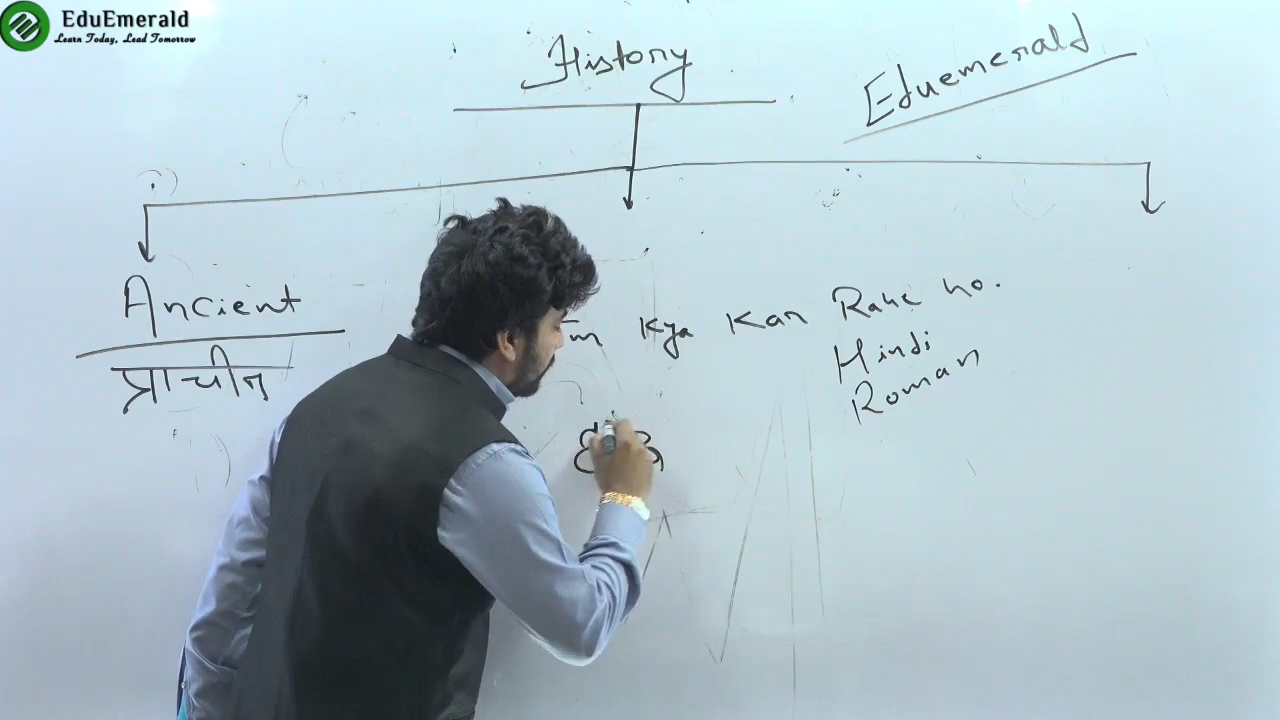 EduEmerald
Learn Today, Lead Tomorrow
History
Eduemerald
Ancient
प्राचीन
Kya Kar Rahe ho.
Hindi
Roman